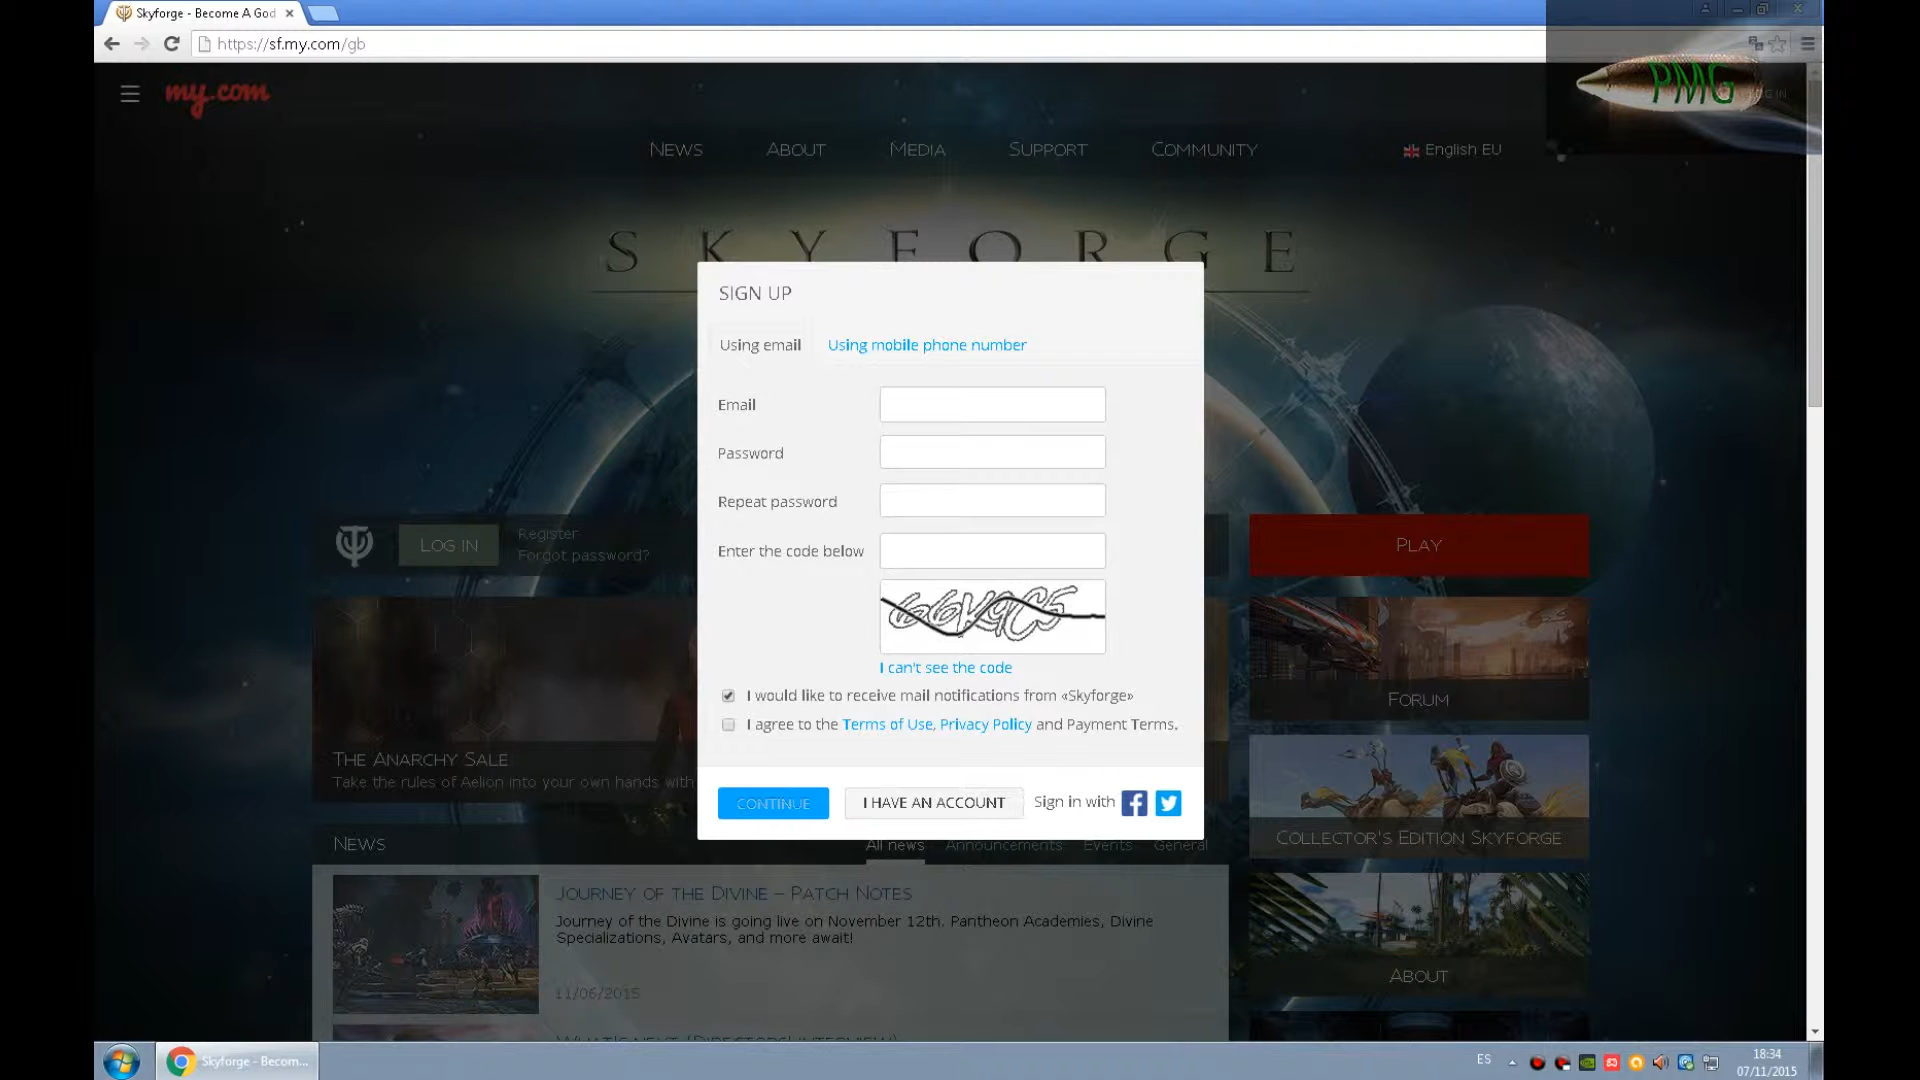 Skyforge - Become A God
https://sf.my.com/gb
my.com
PMG
NEWS ABOUT MEDIA SUPPORT COMMUNITY English EU
SKYFORGE
SIGN UP
Using email Using mobile phone number
Email
Password
Repeat password
Enter the code below
I can't see the code
I would like to receive mail notifications from «Skyforge»
I agree to the Terms of Use, Privacy Policy and Payment Terms.
CONTINUE I HAVE AN ACCOUNT Sign in with
LOG IN
Register
Forgot password?
PLAY
THE ANARCHY SALE
Take the rules of Aelion into your own hands with
FORUM
COLLECTOR'S EDITION SKYFORGE
ABOUT
NEWS
All news Announcements Events General
JOURNEY OF THE DIVINE – PATCH NOTES
Journey of the Divine is going live on November 12th. Pantheon Academies, Divine
Specializations, Avatars, and more await!
11/06/2015
Skyforge - Becom...
ES
18:34
07/11/2015